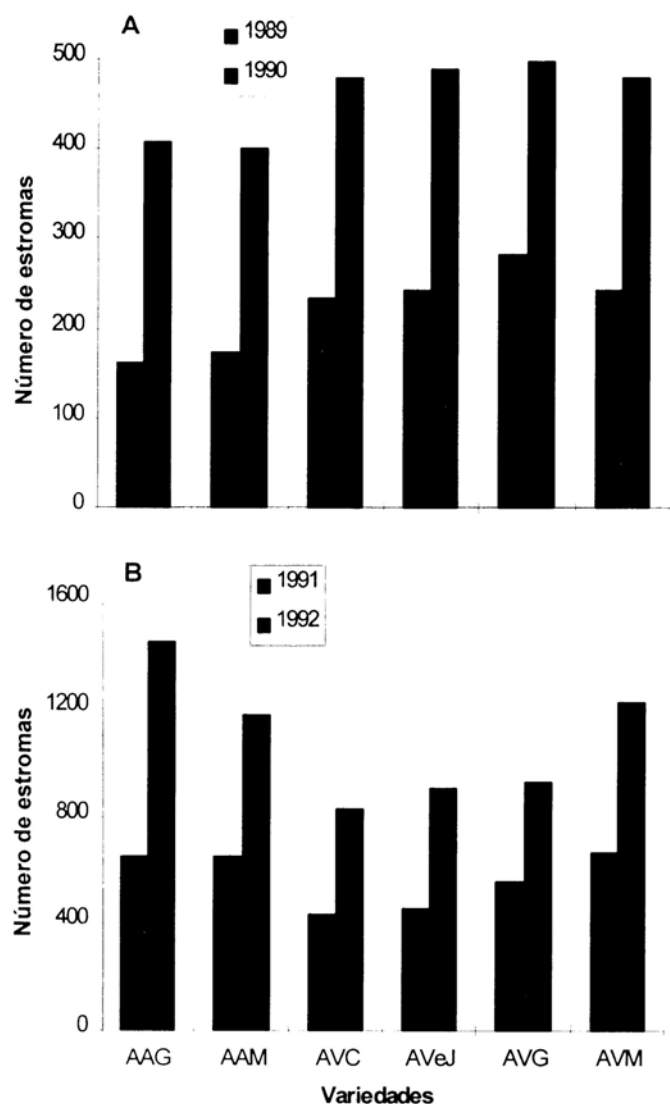 A
1989
1990
500
400
300
200
100
0
Número de estromas
B
1991
1992
1600
1200
800
400
0
Número de estromas
AAG AAM AVC AVeJ AVG AVM
Variedades